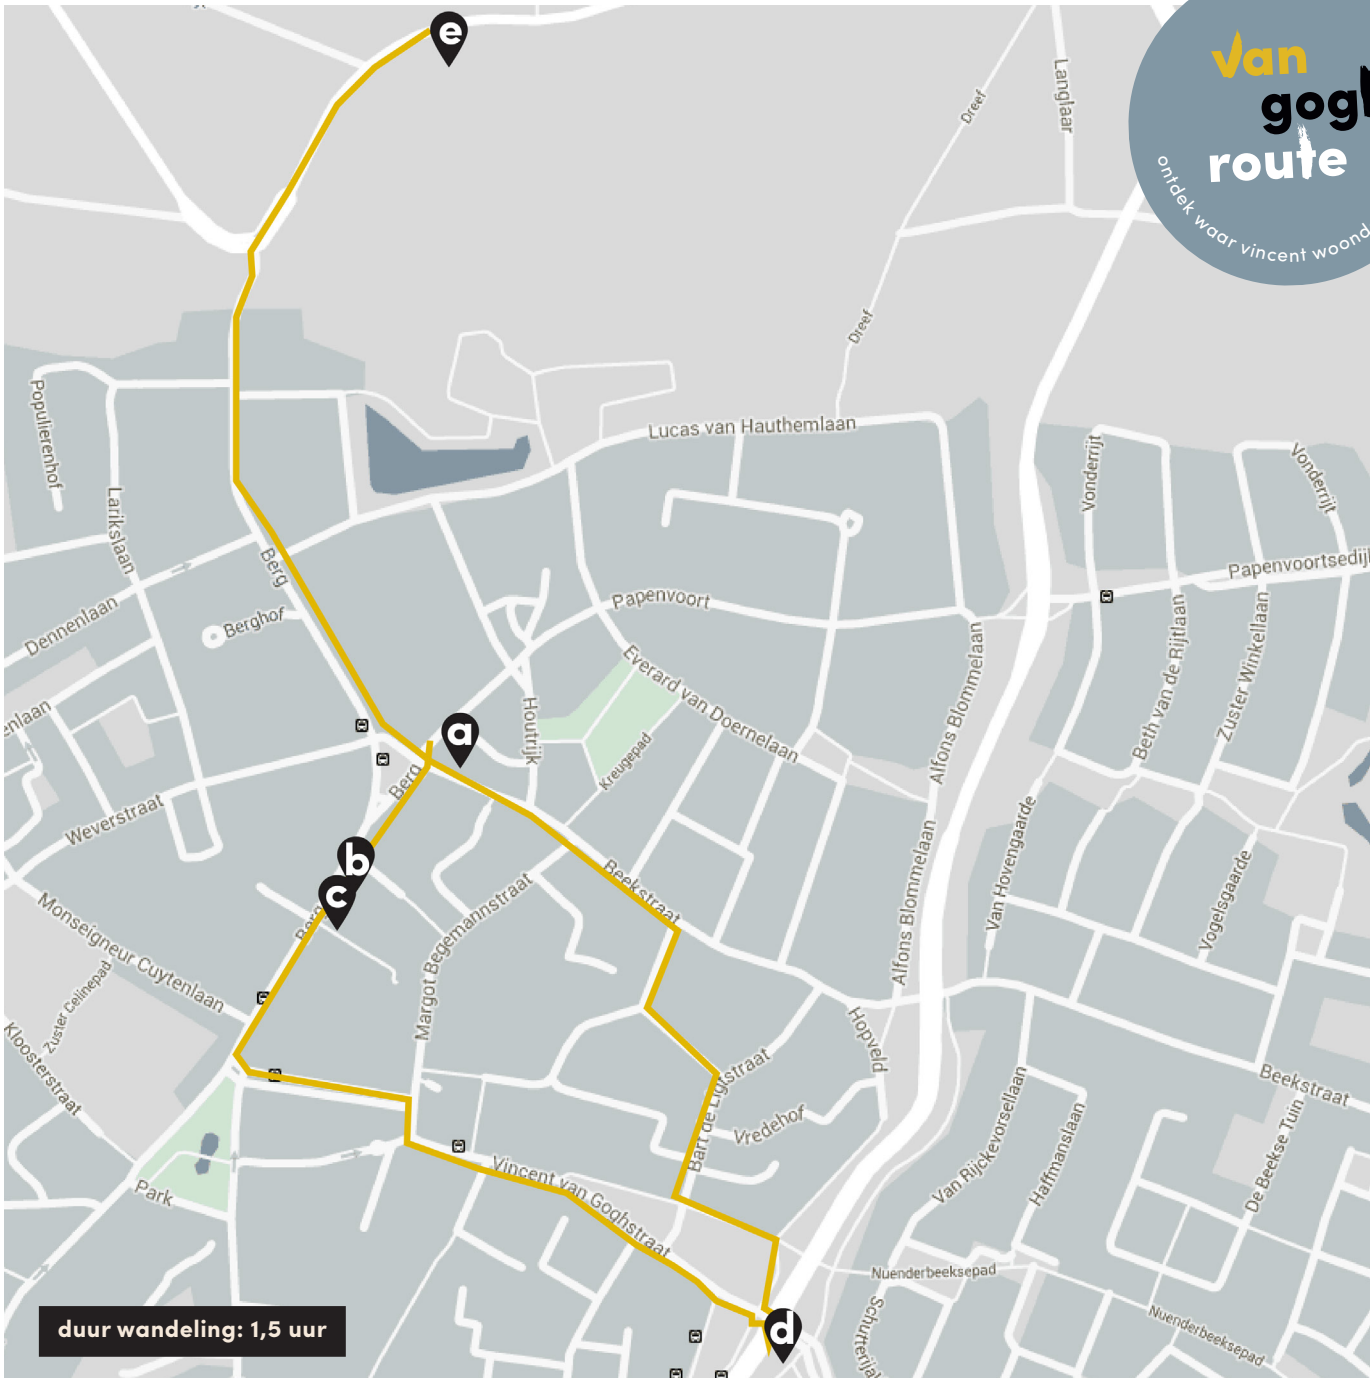 e
van
gogh
route
ontdek waar vincent woond
Langlaar
Dreef
Dreef
Populierenhof
Larikslaan
Lucas van Hauthemlaan
Vonderrijt
Vonderrijt
Berg
Papenvoortsedijk
Dennenlaan
Berghof
Papenvoort
Everard van Doernelaan
Alfons Blommelaan
Beth van de Rijtlaan
Zuster Winkellaan
enlaan
Houtrijk
a
Kreugepad
Berg
Weverstraat
b
c
Beekstraat
Alfons Blommelaan
Van Hovengaarde
Vogelsgaarde
Monseigneur Cuytenlaan
Margot Begemannstraat
Zuster Celinepad
Kloosterstraat
Hopveld
Bart de Ligtstraat
Vredehof
Beekstraat
Van Rijckevorsellaan
Haffmanslaan
De Beekse Tuin
Park
Vincent van Goghstraat
Nuenderbeeksepad
Nuenderbeeksepad
Schutterijlaan
d
duur wandeling: 1,5 uur